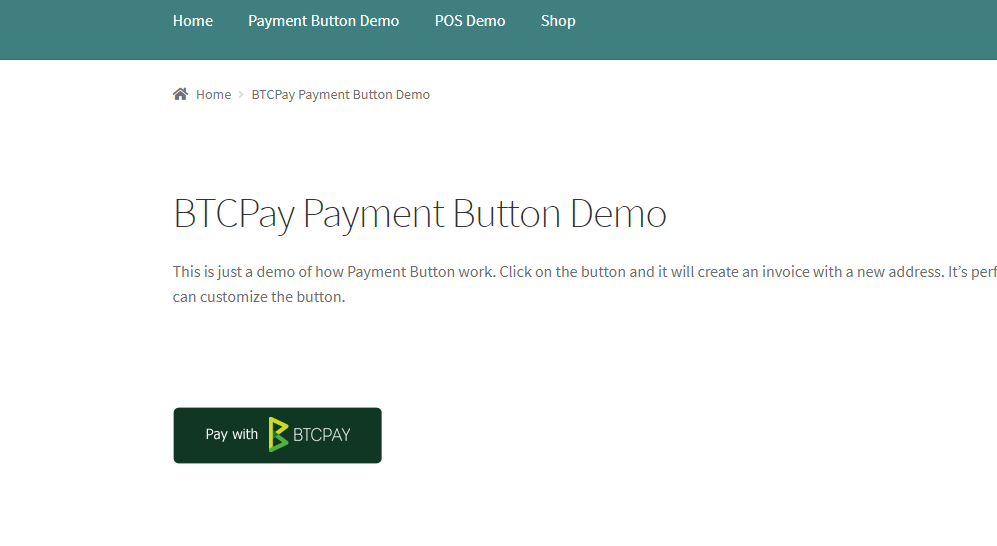 Home Payment Button Demo POS Demo Shop
Home > BTCPay Payment Button Demo
BTCPay Payment Button Demo
This is just a demo of how Payment Button work. Click on the button and it will create an invoice with a new address. It’s
can customize the button.
Pay with BTCPAY